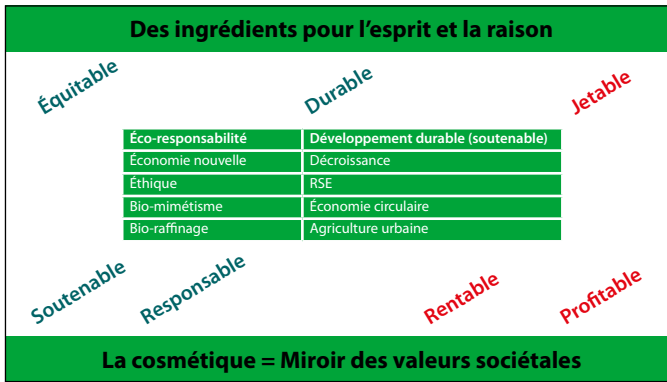 Des ingrédients pour l'esprit et la raison
Équitable
Durable
Jetable
Éco-responsabilité Développement durable (soutenable)
Économie nouvelle Décroissance
Éthique RSE
Bio-mimétisme Économie circulaire
Bio-raffinage Agriculture urbaine
Soutenable
Responsable
Rentable
Profitable
La cosmétique = Miroir des valeurs sociétales